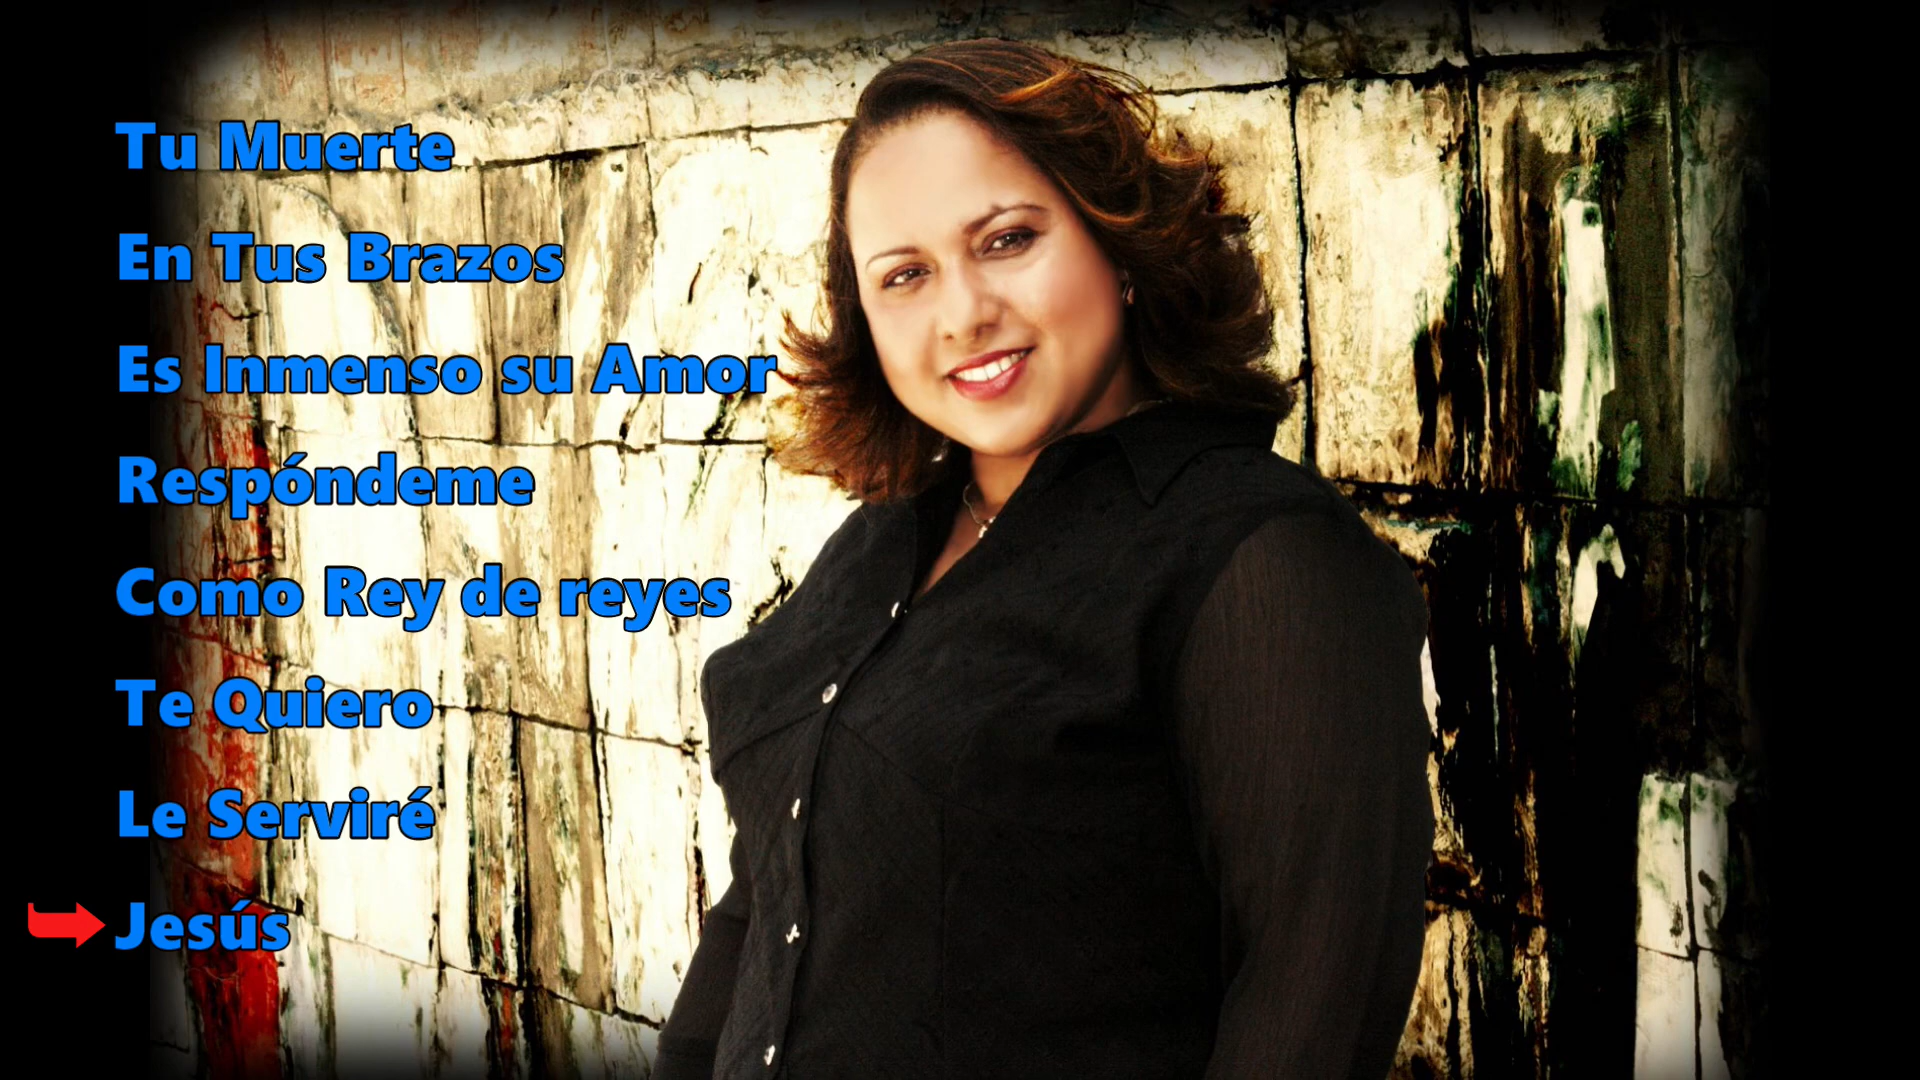 Tu Muerte
En Tus Brazos
Es Inmenso su Amor
Respóndeme
Como Rey de reyes
Te Quiero
Le Serviré
Jesús